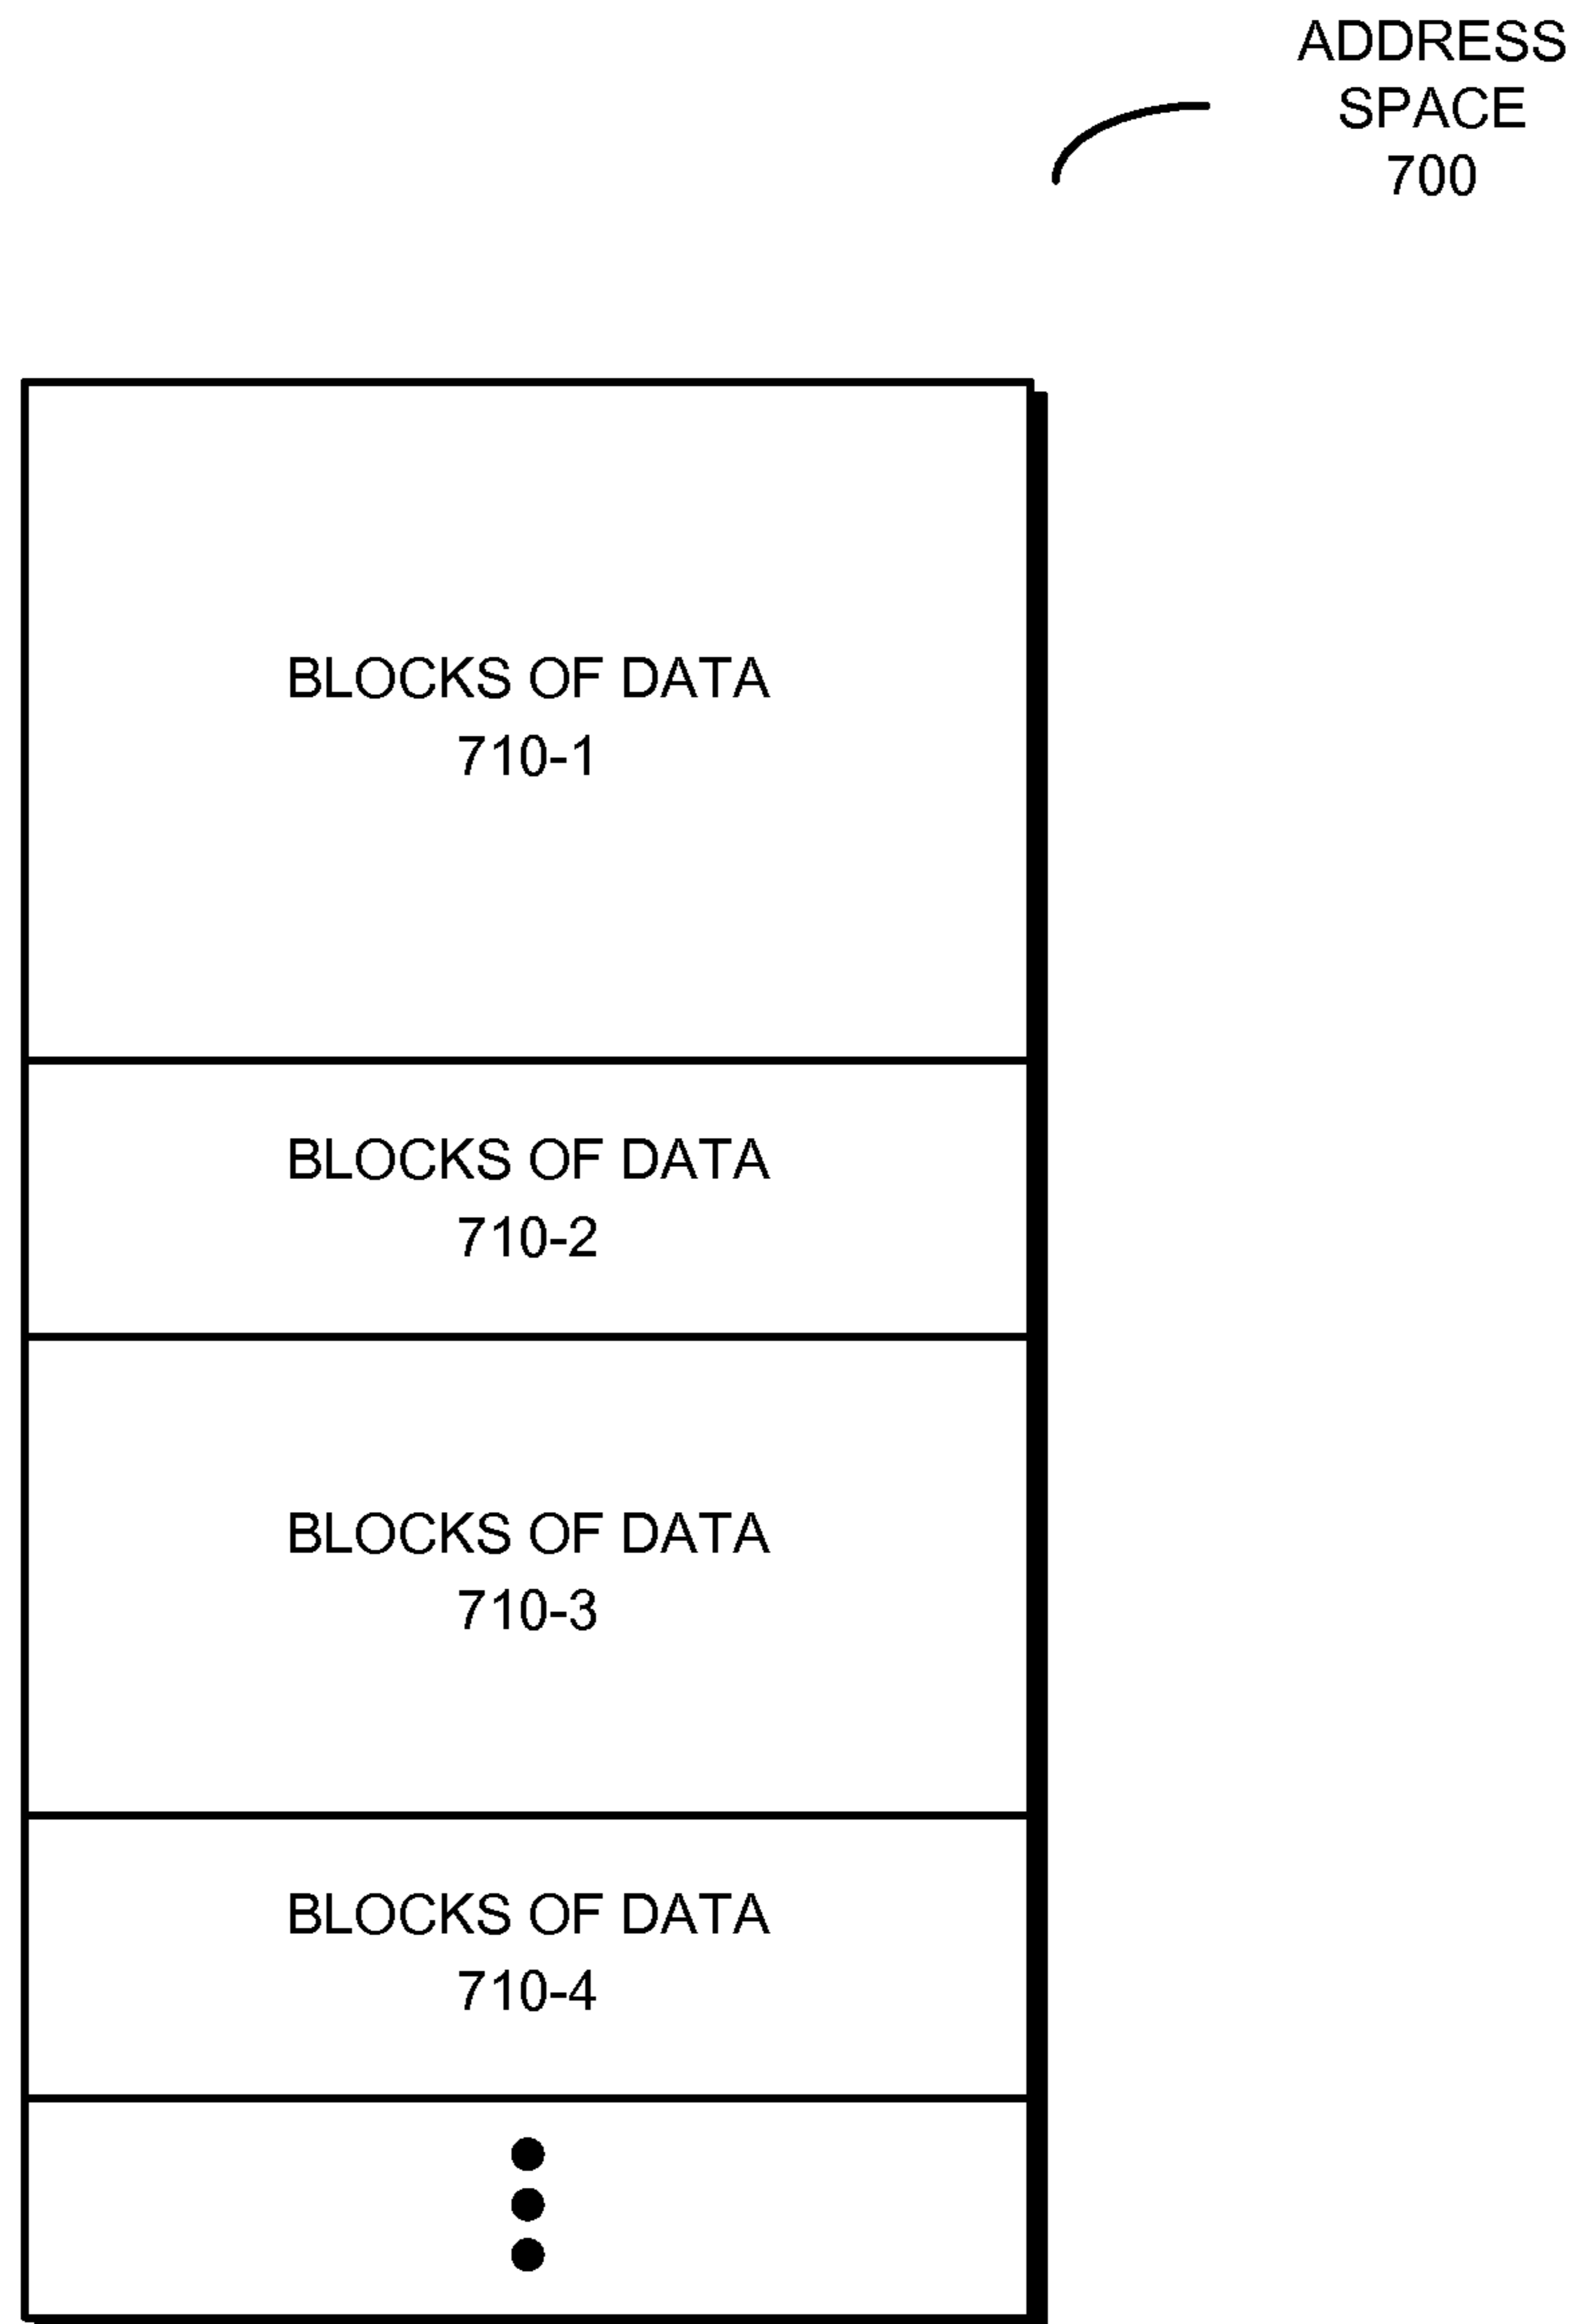 ADDRESS
SPACE
700
BLOCKS OF DATA
710-1
BLOCKS OF DATA
710-2
BLOCKS OF DATA
710-3
BLOCKS OF DATA
710-4